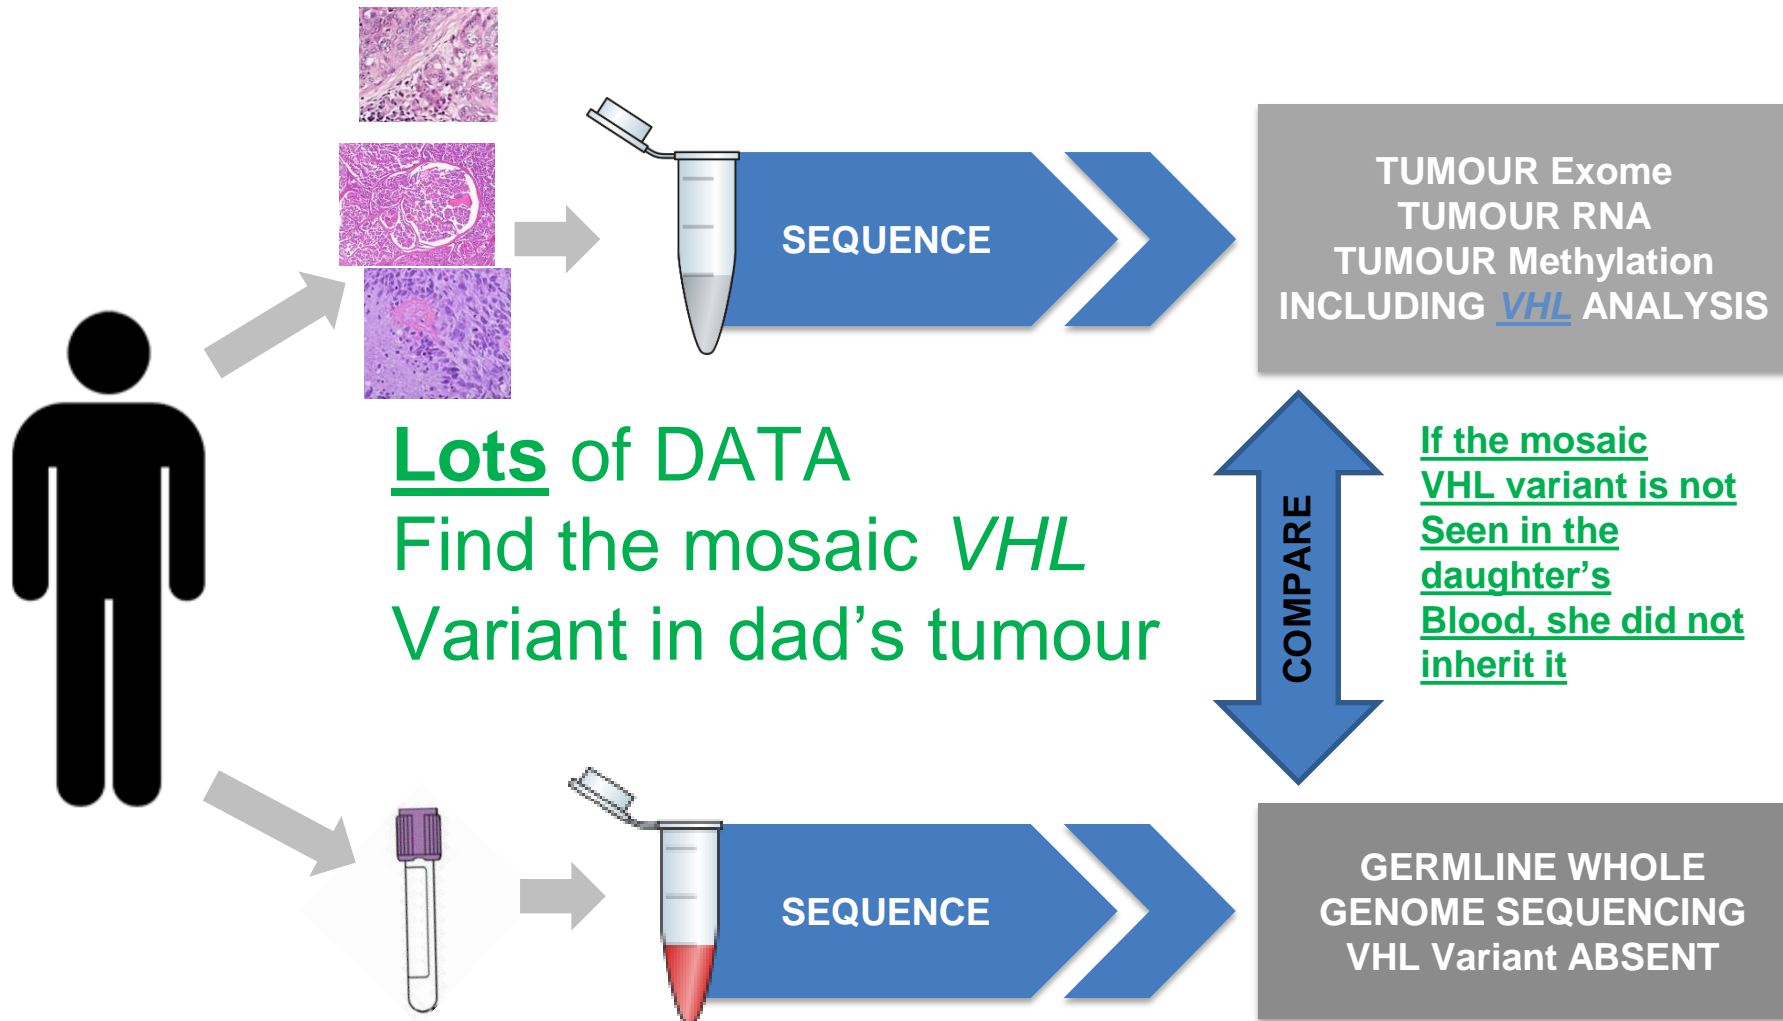 SEQUENCE
TUMOUR Exome
TUMOUR RNA
TUMOUR Methylation
INCLUDING VHL ANALYSIS
Lots of DATA
Find the mosaic VHL
Variant in dad’s tumour
COMPARE
If the mosaic
VHL variant is not
Seen in the
daughter’s
Blood, she did not
inherit it
SEQUENCE
GERMLINE WHOLE
GENOME SEQUENCING
VHL Variant ABSENT